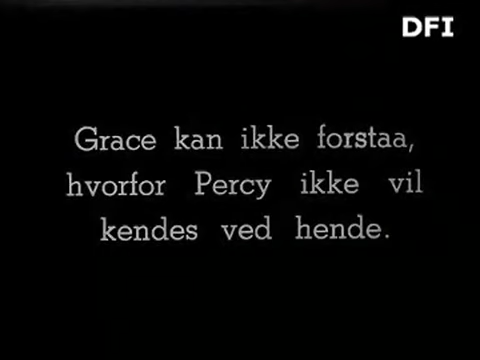 DFI
Grace kan ikke forstaa,
hvorfor Percy ikke vil
kendes ved hende.